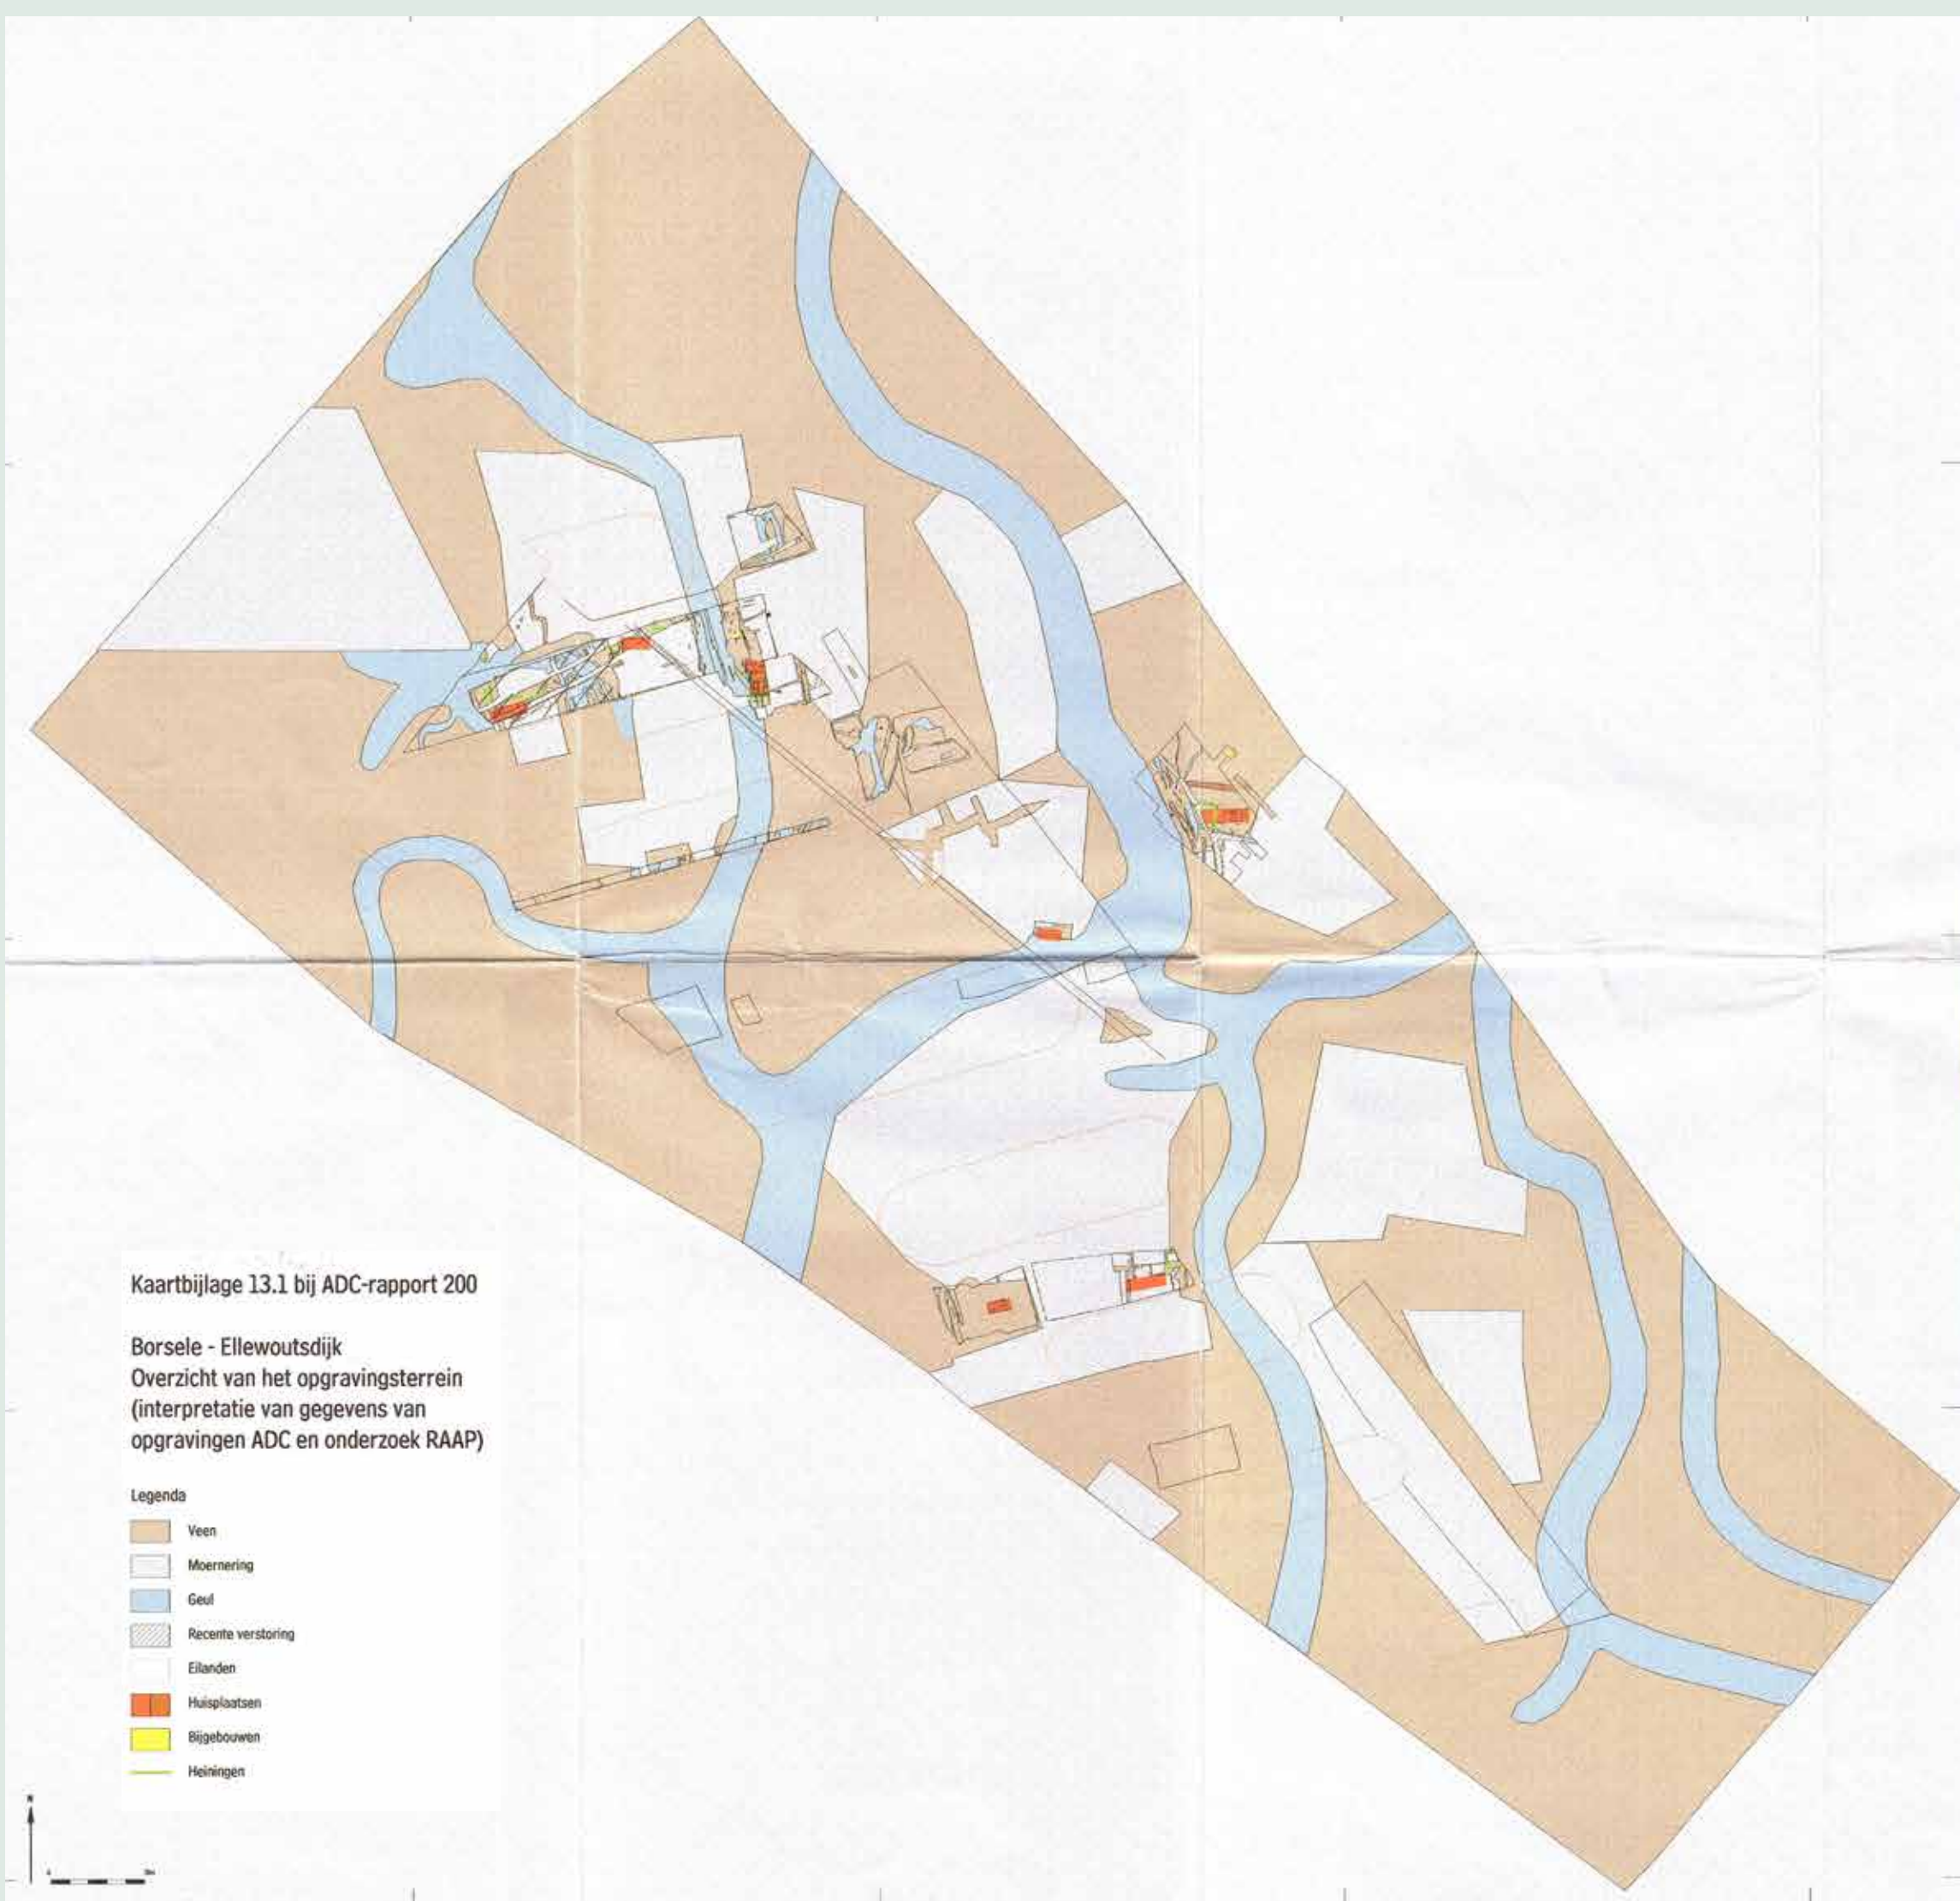 Kaartbijlage 13.1 bij ADC-rapport 200
Borsele - Ellewoutsdijk
Overzicht van het opgravingsterrein
(interpretatie van gegevens van
opgravingen ADC en onderzoek RAAP)
Legenda
Veen
Moernering
Geul
Recente verstoring
Eilanden
Huisplaatsen
Bijgebouwen
Heiningen
N